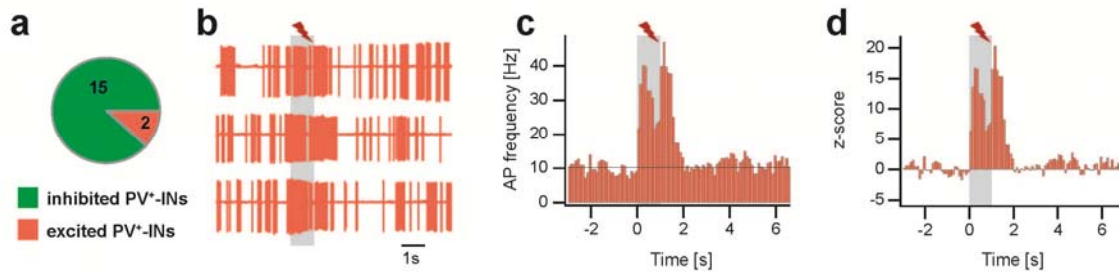 a
15
2
inhibited PV⁺-INs
excited PV⁺-INs
b
1s
c
AP frequency [Hz]
40
30
20
10
0
-2 0 2 4 6
Time [s]
d
z-score
20
15
10
5
0
-5
-2 0 2 4 6
Time [s]